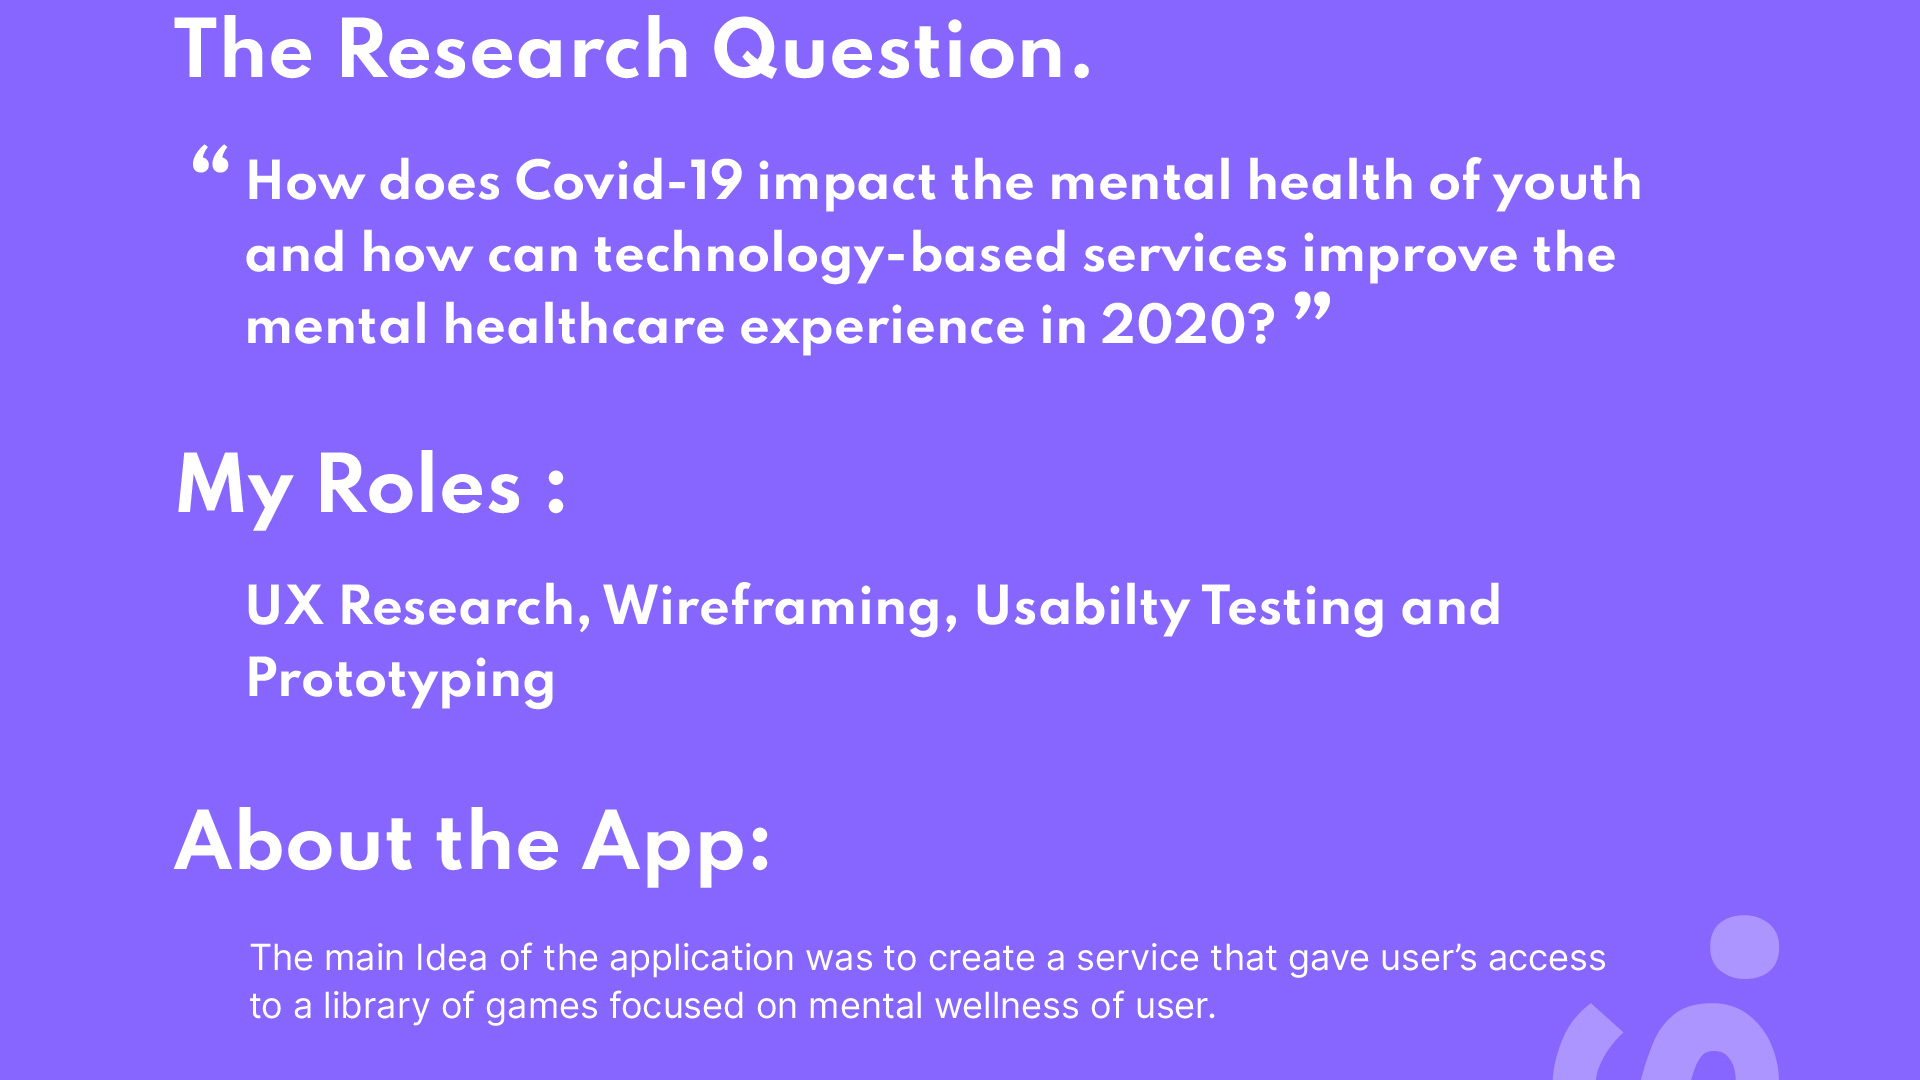 The Research Question.
“ How does Covid-19 impact the mental health of youth
and how can technology-based services improve the
mental healthcare experience in 2020? ”
My Roles :
UX Research, Wireframing, Usabilty Testing and
Prototyping
About the App:
The main Idea of the application was to create a service that gave user’s access
to a library of games focused on mental wellness of user.